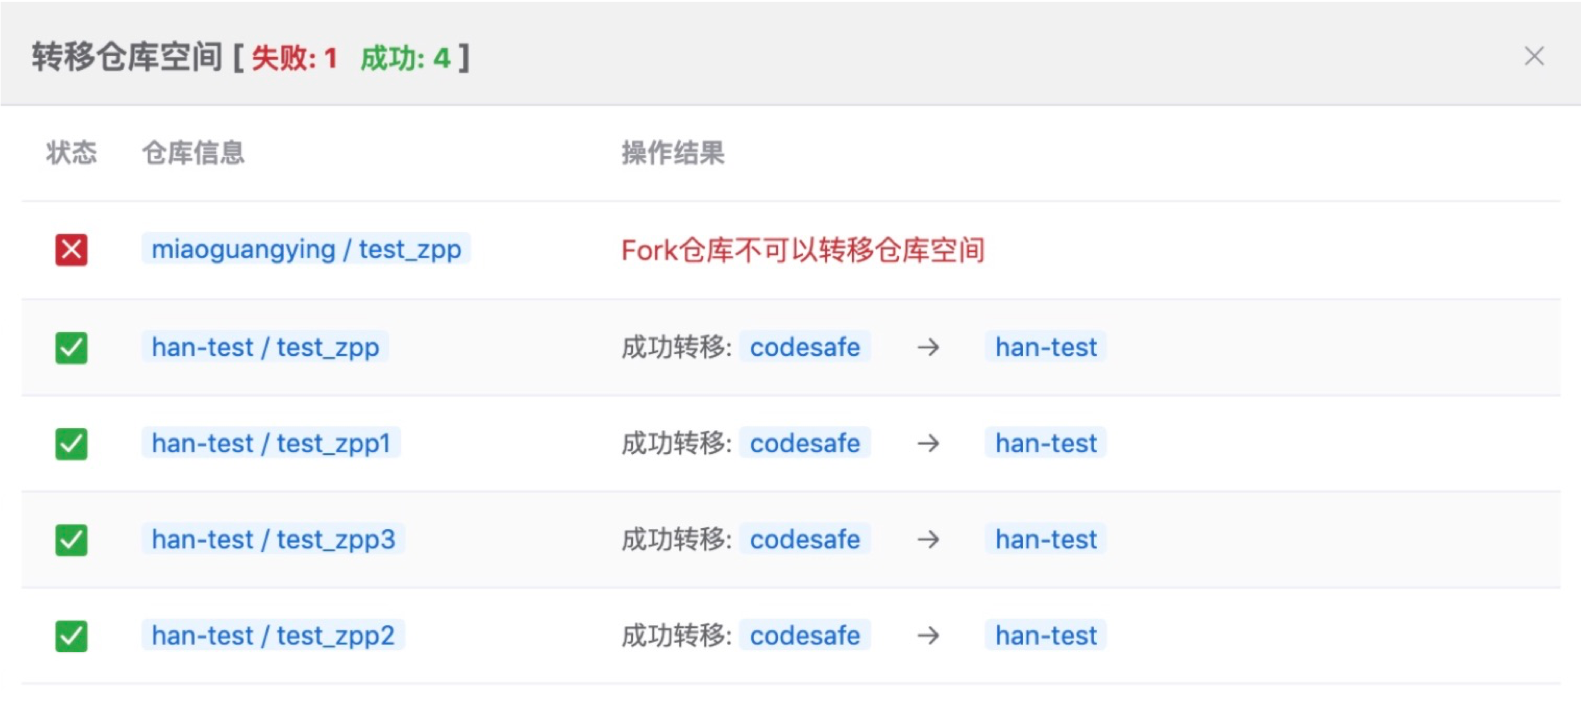 转移仓库空间 [ 失败: 1 成功: 4 ]
状态 仓库信息 操作结果
miaoguangying / test_zpp Fork仓库不可以转移仓库空间
han-test / test_zpp 成功转移: codesafe → han-test
han-test / test_zpp1 成功转移: codesafe → han-test
han-test / test_zpp3 成功转移: codesafe → han-test
han-test / test_zpp2 成功转移: codesafe → han-test